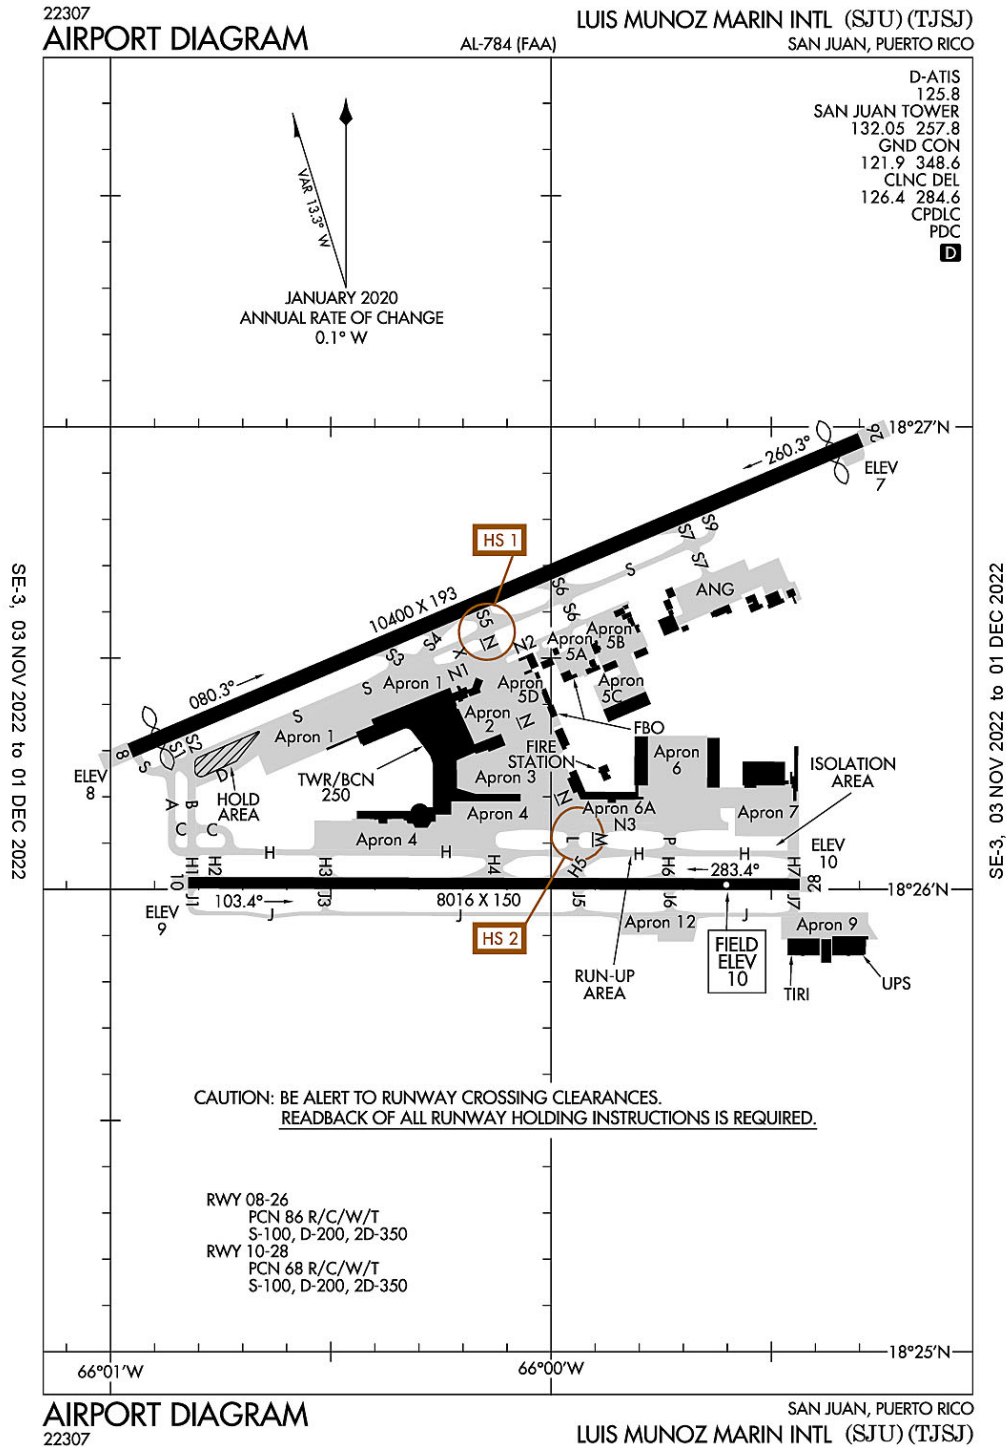 22307
AIRPORT DIAGRAM
AL-784 (FAA)
LUIS MUNOZ MARIN INTL (SJU) (TJSJ)
SAN JUAN, PUERTO RICO
D-ATIS
125.8
SAN JUAN TOWER
132.05 257.8
GND CON
121.9 348.6
CLNC DEL
126.4 284.6
CPDLC
PDC
D
VAR 13.3° W
JANUARY 2020
ANNUAL RATE OF CHANGE
0.1° W
SE-3, 03 NOV 2022 to 01 DEC 2022
SE-3, 03 NOV 2022 to 01 DEC 2022
18°27'N
26
260.3°
ELEV
7
HS 1
S9
S7
S7
S
S6
S6
ANG
10400 X 193
S5
N
S4
S3
X
N1
N2
Apron
5A
Apron
5B
Apron
5C
Apron
5D
080.3°
S
Apron 1
S
Apron 1
Apron
2
N
FBO
8
S1
S2
S
ELEV
8
D
HOLD
AREA
TWR/BCN
250
Apron 3
FIRE
STATION
Apron
6
ISOLATION
AREA
A
B
C
C
N
Apron 4
Apron 4
Apron 6A
N3
Apron 7
L
M
P
H
H
H
H
ELEV
10
H1
H2
H3
H4
H5
H6
H7
283.4°
10
28
18°26'N
103.4°
8016 X 150
ELEV
9
J1
J
J3
J
J5
J6
J
J7
HS 2
Apron 12
Apron 9
FIELD
ELEV
10
RUN-UP
AREA
TIRI
UPS
CAUTION: BE ALERT TO RUNWAY CROSSING CLEARANCES.
READBACK OF ALL RUNWAY HOLDING INSTRUCTIONS IS REQUIRED.
RWY 08-26
PCN 86 R/C/W/T
S-100, D-200, 2D-350
RWY 10-28
PCN 68 R/C/W/T
S-100, D-200, 2D-350
18°25'N
66°01'W
66°00'W
AIRPORT DIAGRAM
22307
SAN JUAN, PUERTO RICO
LUIS MUNOZ MARIN INTL (SJU) (TJSJ)